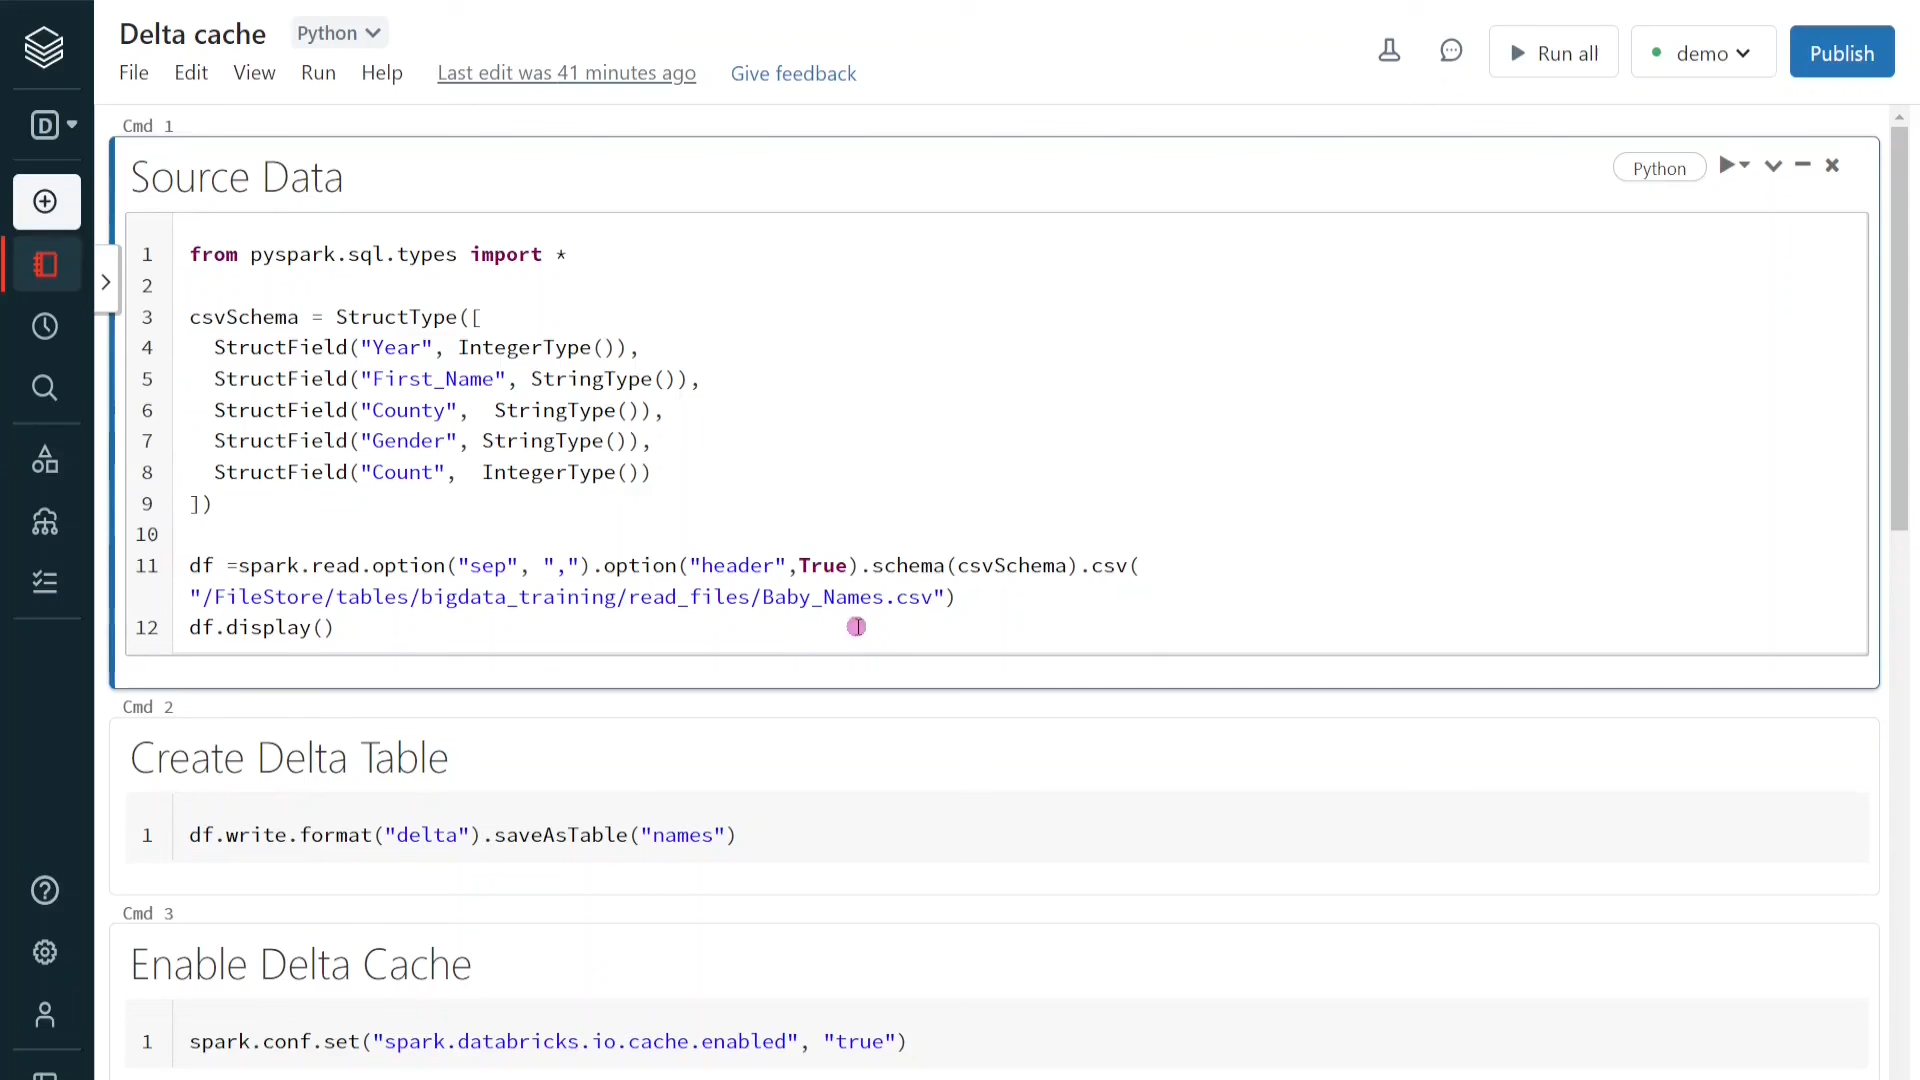 Delta cache Python
File Edit View Run Help Last edit was 41 minutes ago Give feedback
Run all demo Publish
D
Cmd 1
Source Data
Python
1 from pyspark.sql.types import *
2
3 csvSchema = StructType([
4 StructField("Year", IntegerType()),
5 StructField("First_Name", StringType()),
6 StructField("County",  StringType()),
7 StructField("Gender", StringType()),
8 StructField("Count",  IntegerType())
9 ])
10
11 df =spark.read.option("sep", ",").option("header",True).schema(csvSchema).csv(
"/FileStore/tables/bigdata_training/read_files/Baby_Names.csv")
12 df.display()
Cmd 2
Create Delta Table
1 df.write.format("delta").saveAsTable("names")
Cmd 3
Enable Delta Cache
1 spark.conf.set("spark.databricks.io.cache.enabled", "true")